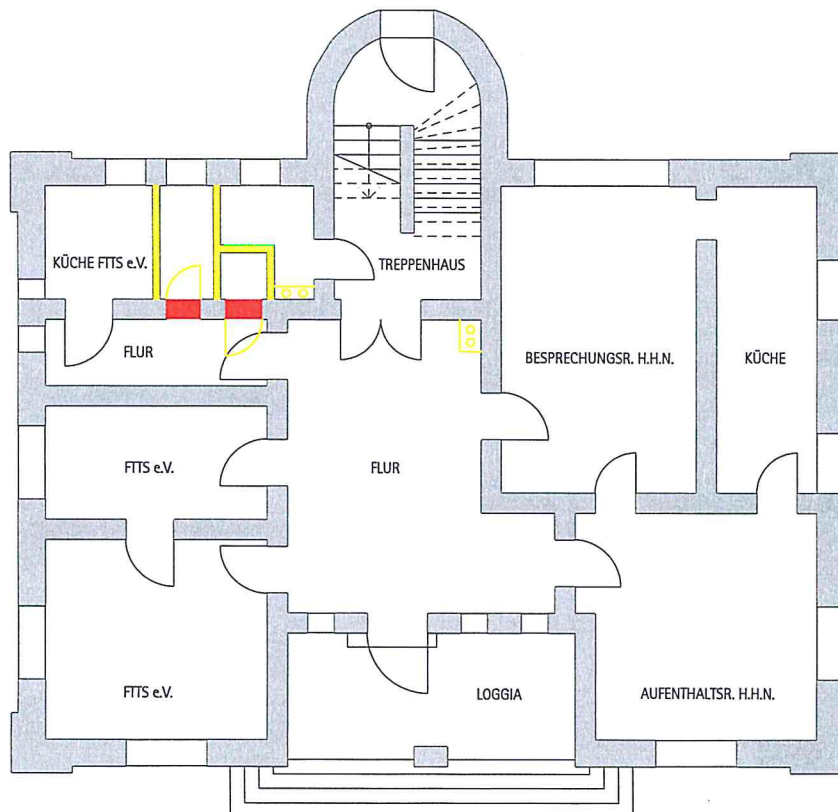 KÜCHE FTTS e.V.
TREPPENHAUS
FLUR
BESPRECHUNGSR. H.H.N.
KÜCHE
FTTS e.V.
FLUR
FTTS e.V.
LOGGIA
AUFENTHALTSR. H.H.N.